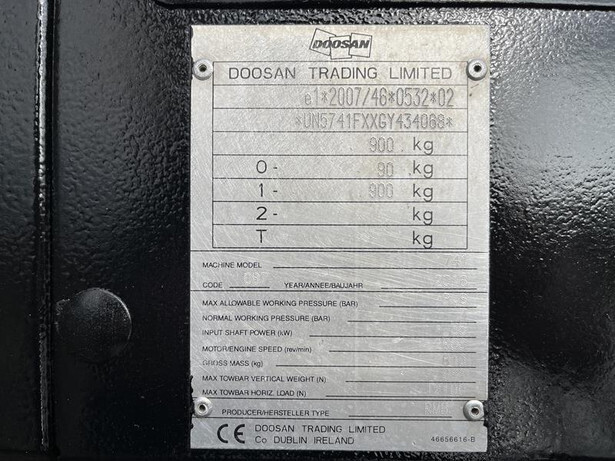 DOOSAN
DOOSAN TRADING LIMITED
e1*2007/46*0532*02
*UN5741FXXGY434068*
900 kg
0 - 90 kg
1 - 900 kg
2 - kg
T kg
MACHINE MODEL
CODE YEAR/ANNEE/BAUJAHR
MAX ALLOWABLE WORKING PRESSURE (BAR)
NORMAL WORKING PRESSURE (BAR)
INPUT SHAFT POWER (kW)
MOTOR/ENGINE SPEED (rev/min)
GROSS MASS (kg)
MAX TOWBAR VERTICAL WEIGHT (N)
MAX TOWBAR HORIZ. LOAD (N)
PRODUCER/HERSTELLER TYPE
CE DOOSAN TRADING LIMITED
Co DUBLIN IRELAND 46656616-B